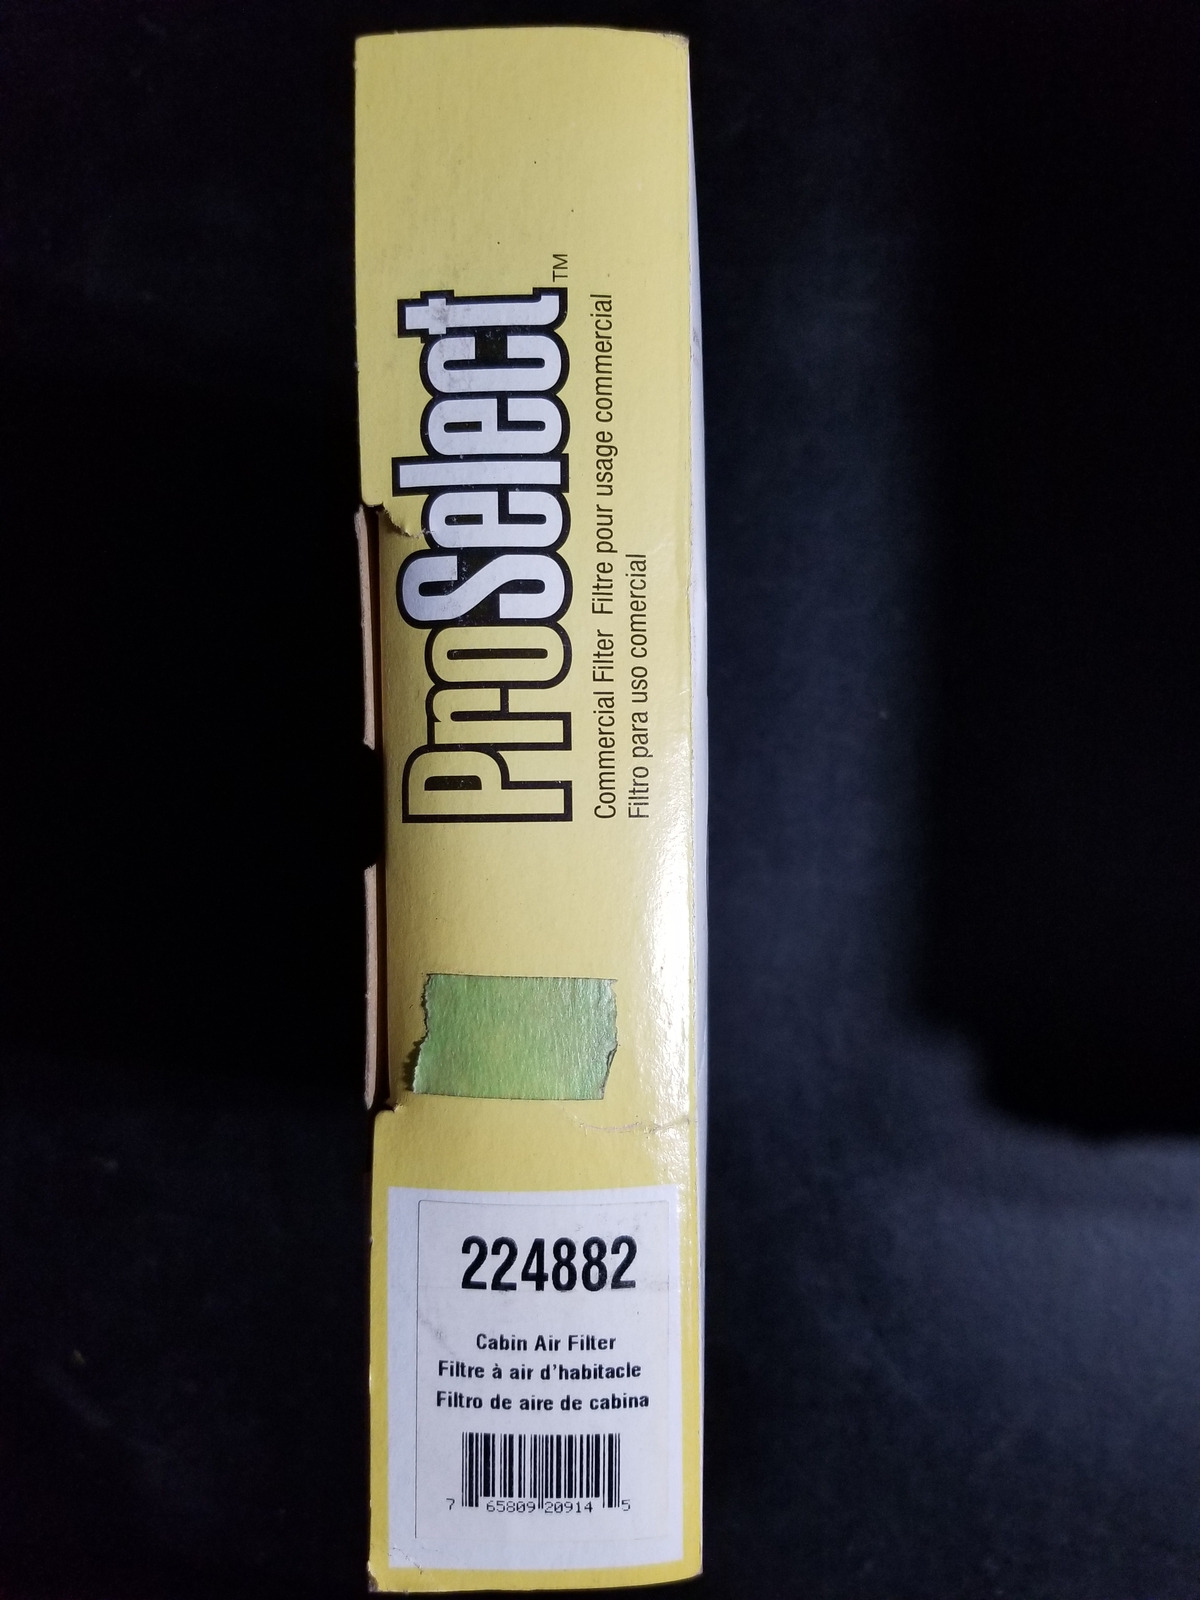 ProSelect™
Commercial Filter Filtre pour usage commercial
Filtro para uso comercial
224882
Cabin Air Filter
Filtre à air d'habitacle
Filtro de aire de cabina
7 65809 20914 5